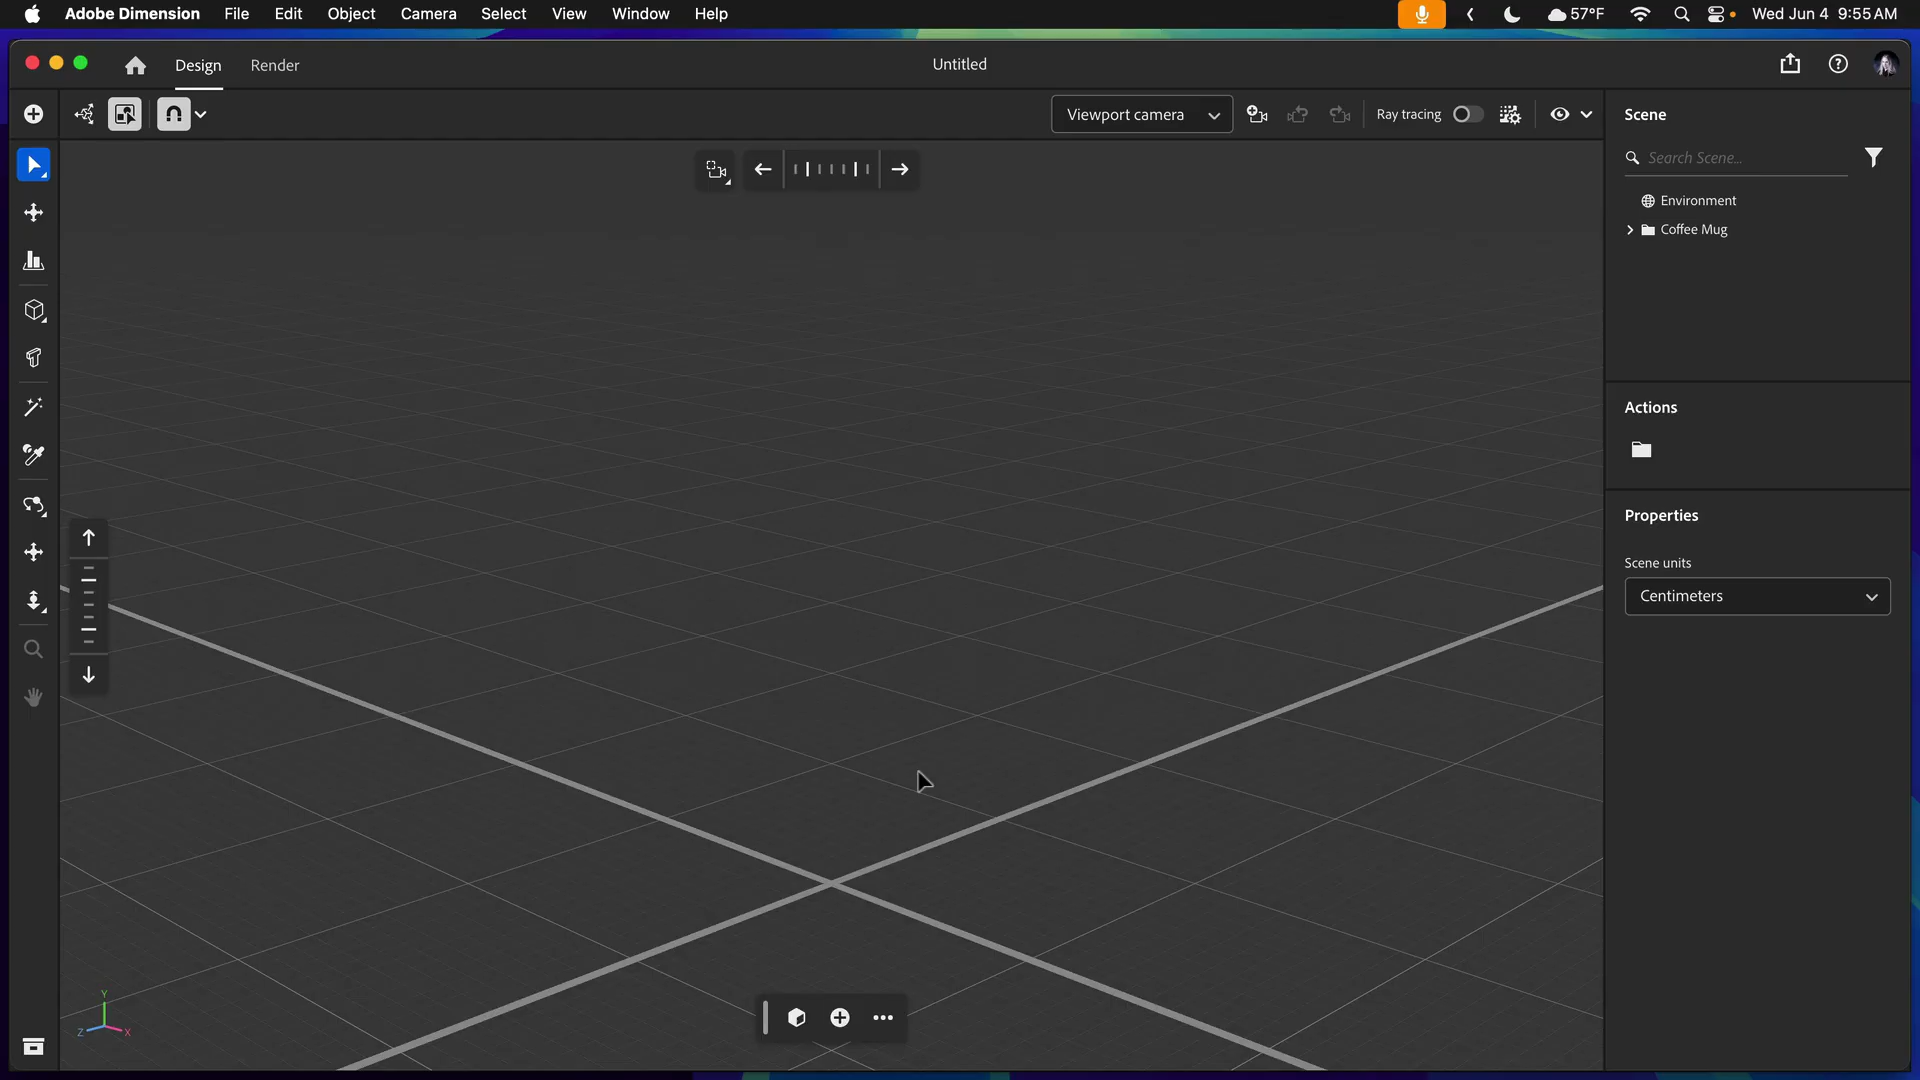 Adobe Dimension File Edit Object Camera Select View Window Help 57°F Wed Jun 4 9:55 AM
Design Render Untitled
Viewport camera Ray tracing Scene
Search Scene...
Environment
Coffee Mug
Actions
Properties
Scene units
Centimeters
Y
Z X